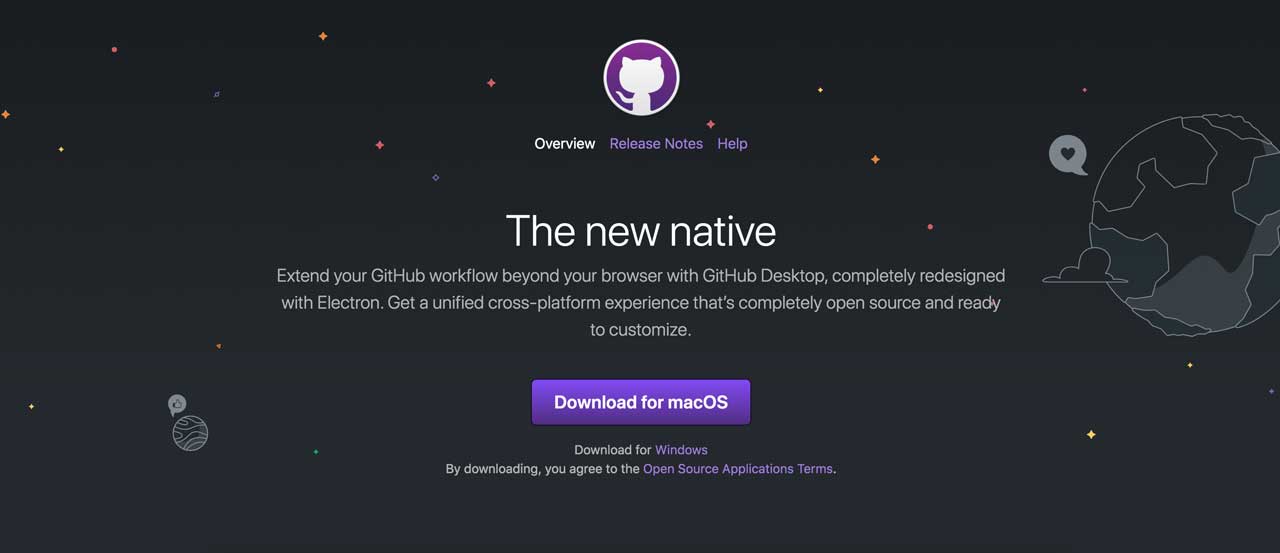 Overview Release Notes Help
The new native
Extend your GitHub workflow beyond your browser with GitHub Desktop, completely redesigned
with Electron. Get a unified cross-platform experience that’s completely open source and ready
to customize.
Download for macOS
Download for Windows
By downloading, you agree to the Open Source Applications Terms.